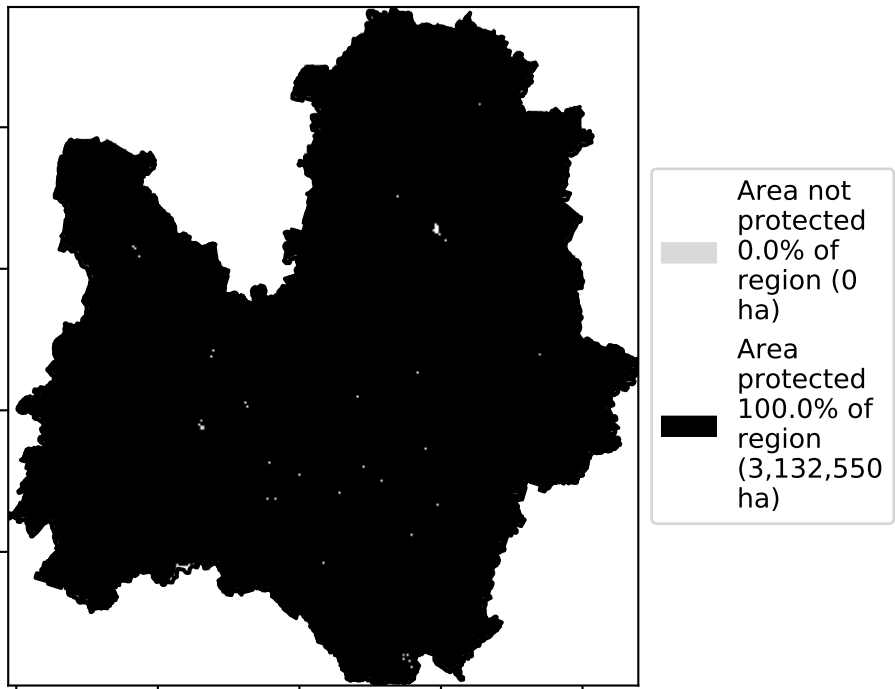 Area not
protected
0.0% of
region (0
ha)
Area
protected
100.0% of
region
(3,132,550
ha)